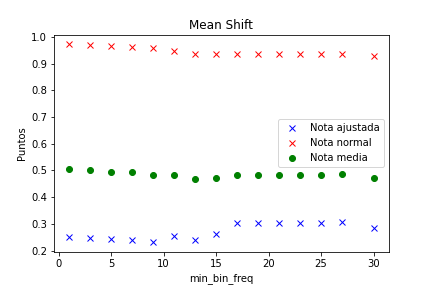 Mean Shift
1.0
0.9
0.8
0.7
0.6
0.5
0.4
0.3
0.2
Puntos
Nota ajustada
Nota normal
Nota media
0 5 10 15 20 25 30
min_bin_freq